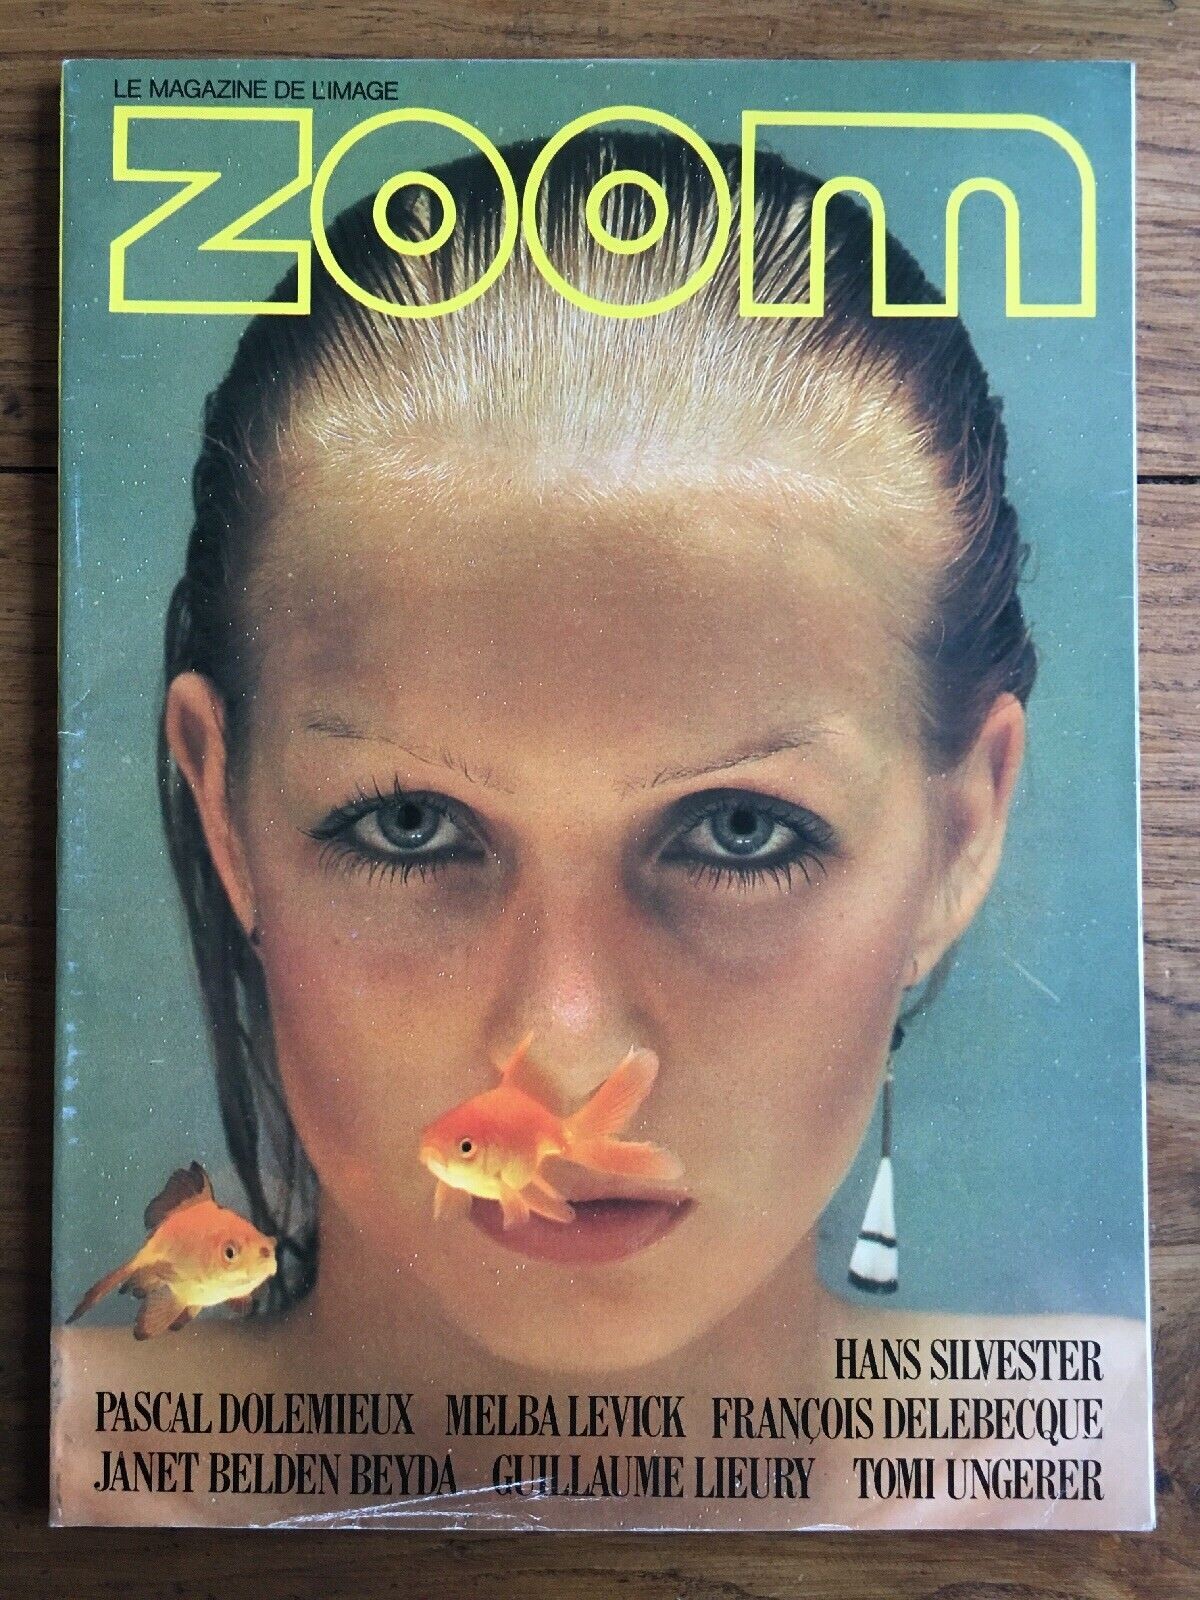 LE MAGAZINE DE L'IMAGE
zoom
HANS SILVESTER
PASCAL DOLEMIEUX MELBA LEVICK FRANÇOIS DELEBECQUE
JANET BELDEN BEYDA GUILLAUME LIEURY TOMI UNGERER